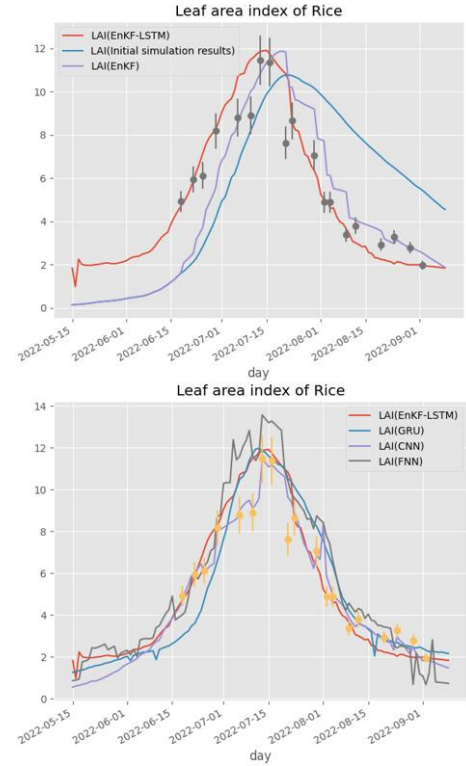 Leaf area index of Rice
LAI(EnKF-LSTM)
LAI(Initial simulation results)
LAI(EnKF)
12
10
8
6
4
2
0
2022-05-15
2022-06-01
2022-06-15
2022-07-01
2022-07-15
2022-08-01
2022-08-15
2022-09-01
day
Leaf area index of Rice
LAI(EnKF-LSTM)
LAI(GRU)
LAI(CNN)
LAI(FNN)
14
12
10
8
6
4
2
0
2022-05-15
2022-06-01
2022-06-15
2022-07-01
2022-07-15
2022-08-01
2022-08-15
2022-09-01
day